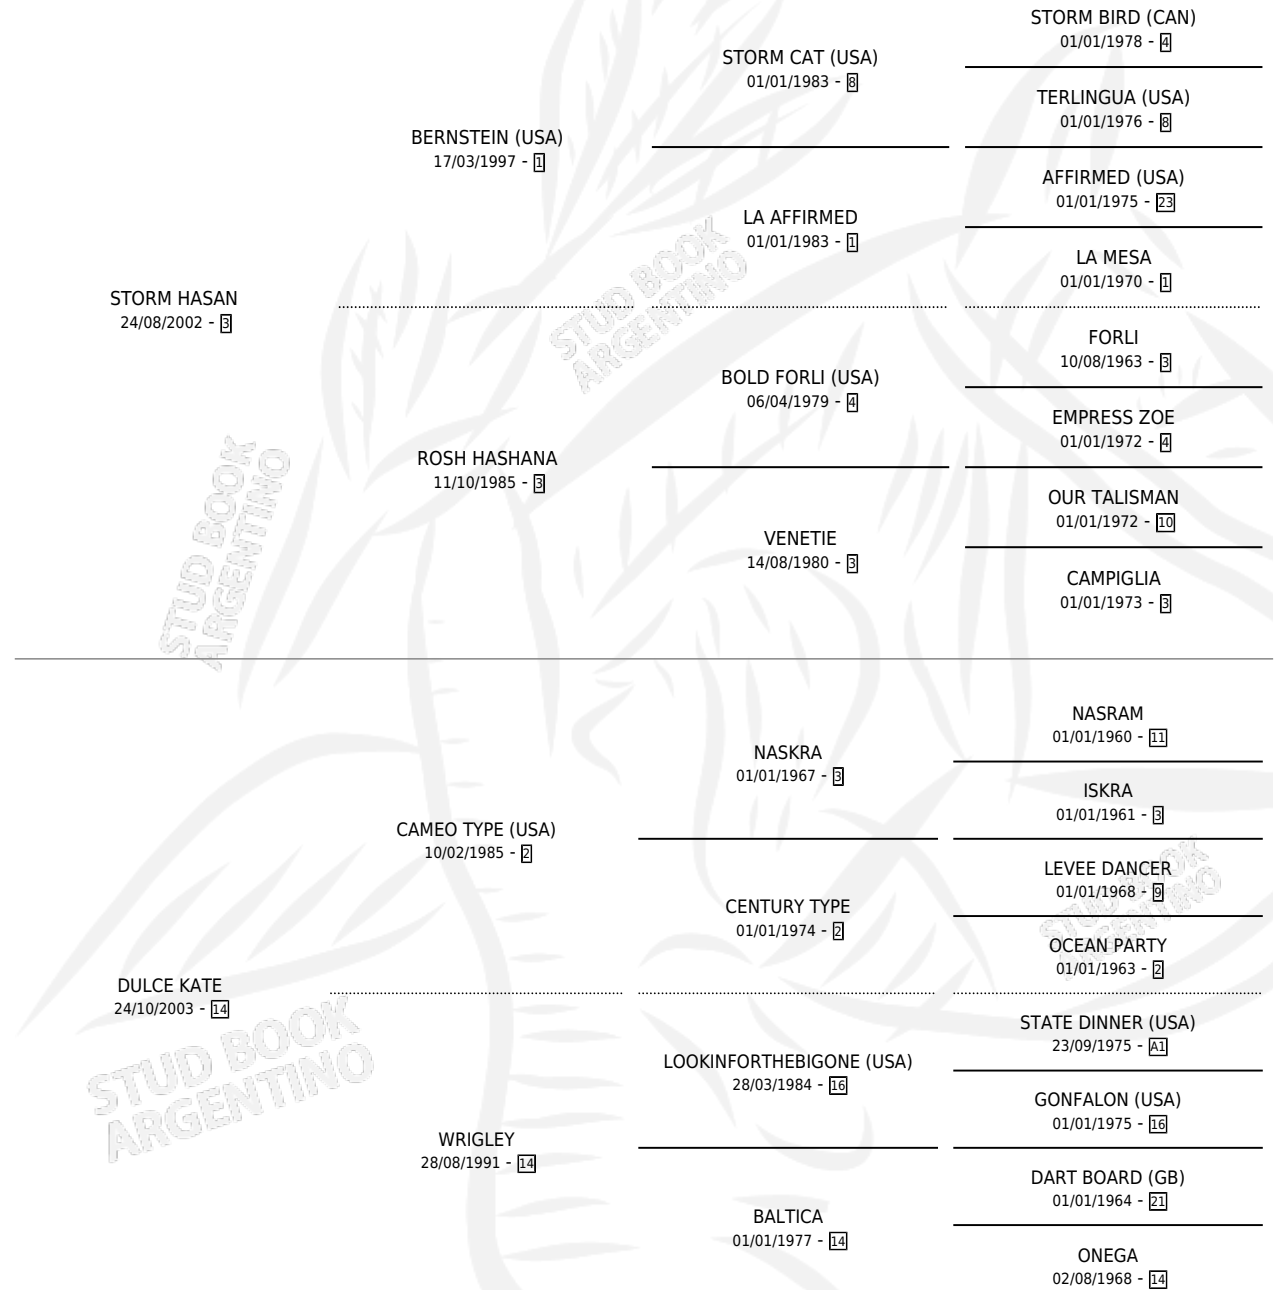 STORM BIRD (CAN)
01/01/1978 - 4
STORM CAT (USA)
01/01/1983 - 8
TERLINGUA (USA)
01/01/1976 - 8
BERNSTEIN (USA)
17/03/1997 - 1
AFFIRMED (USA)
01/01/1975 - 23
LA AFFIRMED
01/01/1983 - 1
LA MESA
01/01/1970 - 1
STORM HASAN
24/08/2002 - 3
FORLI
10/08/1963 - 3
BOLD FORLI (USA)
06/04/1979 - 4
EMPRESS ZOE
01/01/1972 - 4
ROSH HASHANA
11/10/1985 - 3
OUR TALISMAN
01/01/1972 - 10
VENETIE
14/08/1980 - 3
CAMPIGLIA
01/01/1973 - 3
NASRAM
01/01/1960 - 11
NASKRA
01/01/1967 - 3
ISKRA
01/01/1961 - 3
CAMEO TYPE (USA)
10/02/1985 - 2
LEVEE DANCER
01/01/1968 - 9
CENTURY TYPE
01/01/1974 - 2
OCEAN PARTY
01/01/1963 - 2
DULCE KATE
24/10/2003 - 14
STATE DINNER (USA)
23/09/1975 - A1
LOOKINFORTHEBIGONE (USA)
28/03/1984 - 16
GONFALON (USA)
01/01/1975 - 16
WRIGLEY
28/08/1991 - 14
DART BOARD (GB)
01/01/1964 - 21
BALTICA
01/01/1977 - 14
ONEGA
02/08/1968 - 14
STUD BOOK
ARGENTINO
STUD BOOK
ARGENTINO
STUD BOOK
ARGENTINO
STUD BOOK
ARGENTINO